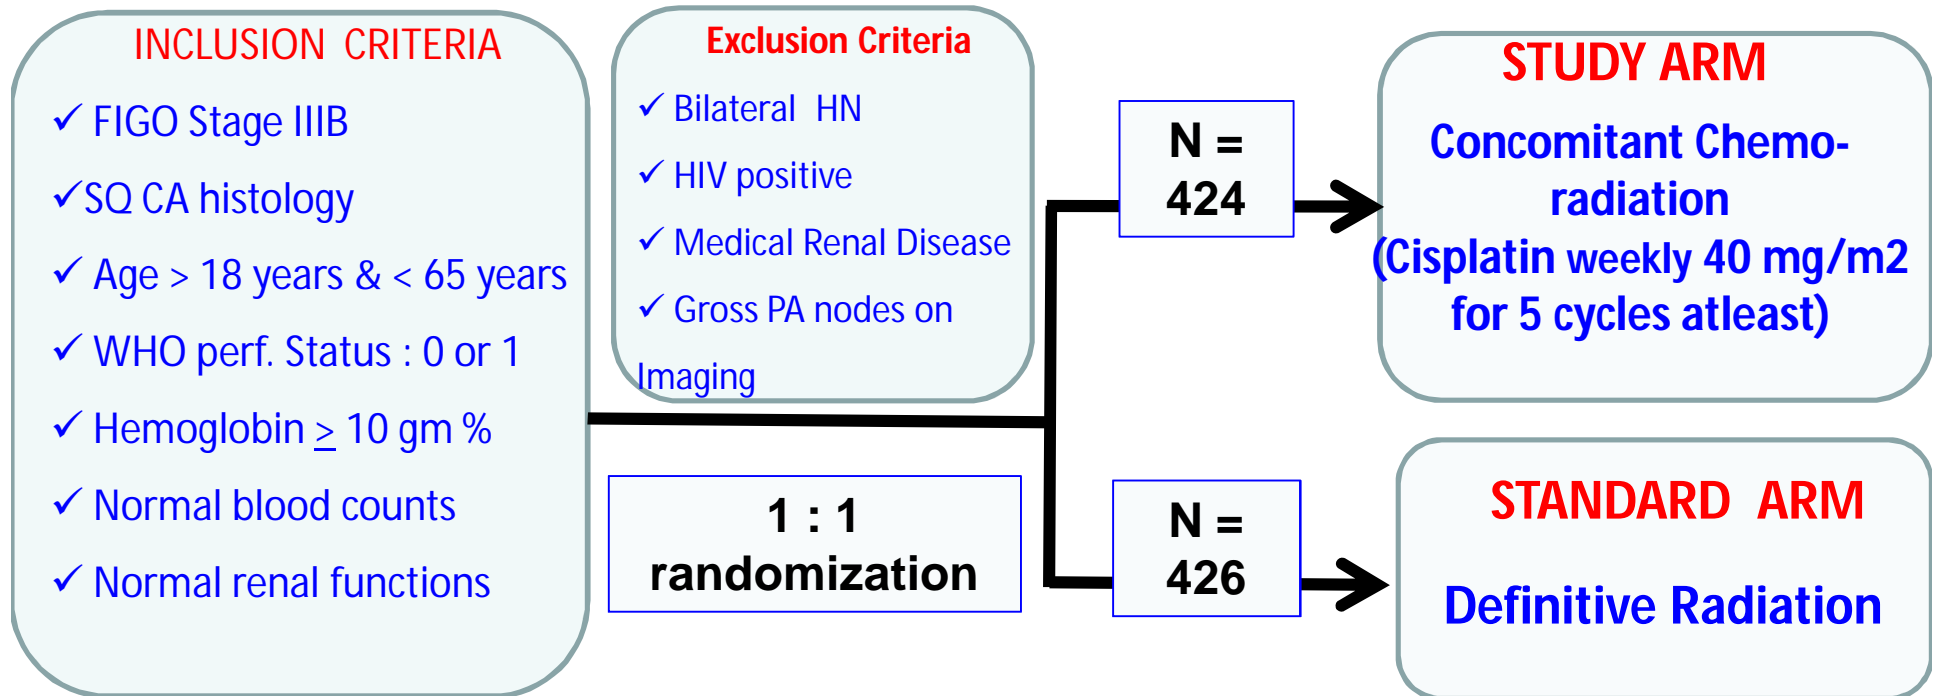 INCLUSION CRITERIA
✓ FIGO Stage IIIB
✓SQ CA histology
✓ Age > 18 years & < 65 years
✓ WHO perf. Status : 0 or 1
✓ Hemoglobin ≥ 10 gm %
✓ Normal blood counts
✓ Normal renal functions
Exclusion Criteria
✓ Bilateral HN
✓ HIV positive
✓ Medical Renal Disease
✓ Gross PA nodes on
Imaging
1 : 1
randomization
N =
424
STUDY ARM
Concomitant Chemo-
radiation
(Cisplatin weekly 40 mg/m2
for 5 cycles atleast)
N =
426
STANDARD ARM
Definitive Radiation